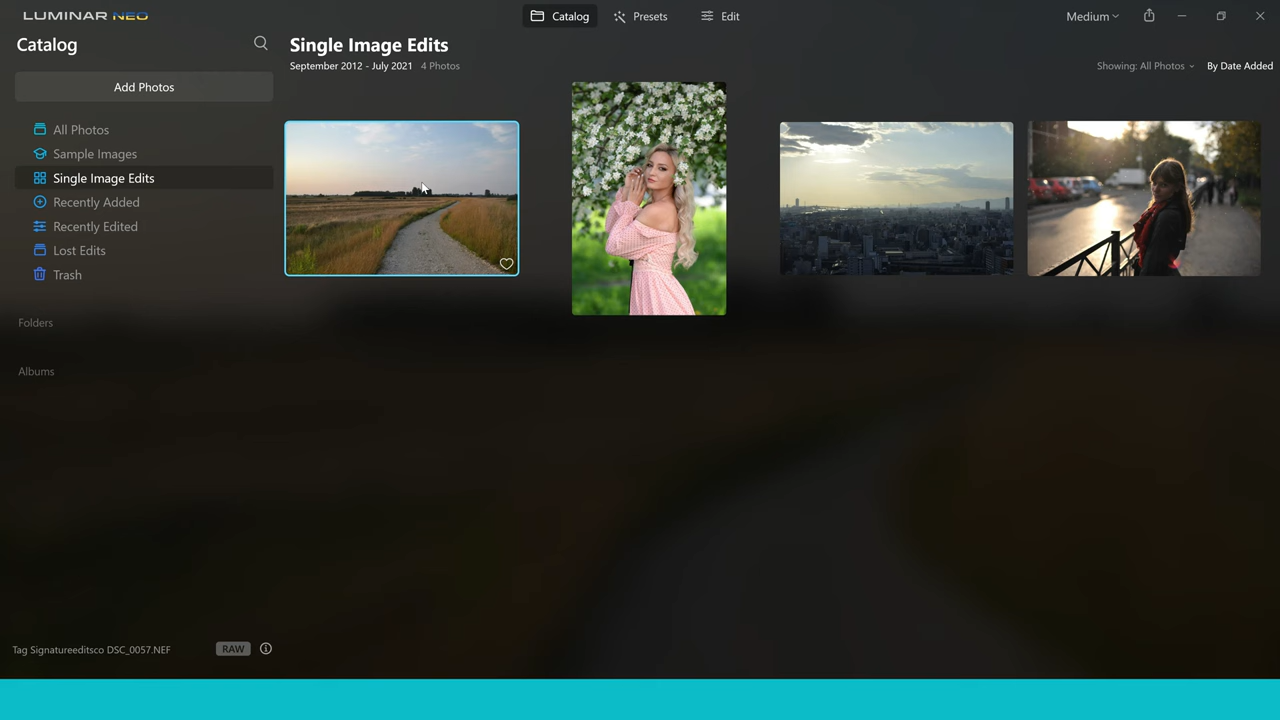 LUMINAR NEO
Catalog
Presets
Edit
Medium
Catalog
Add Photos
All Photos
Sample Images
Single Image Edits
Recently Added
Recently Edited
Lost Edits
Trash
Folders
Albums
Single Image Edits
September 2012 - July 2021 4 Photos
Showing: All Photos
By Date Added
Tag Signatureeditsco DSC_0057.NEF
RAW